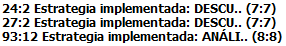 24:2 Estrategia implementada: DESCU.. (7:7)
27:2 Estrategia implementada: DESCU.. (7:7)
93:12 Estrategia implementada: ANÁLI.. (8:8)